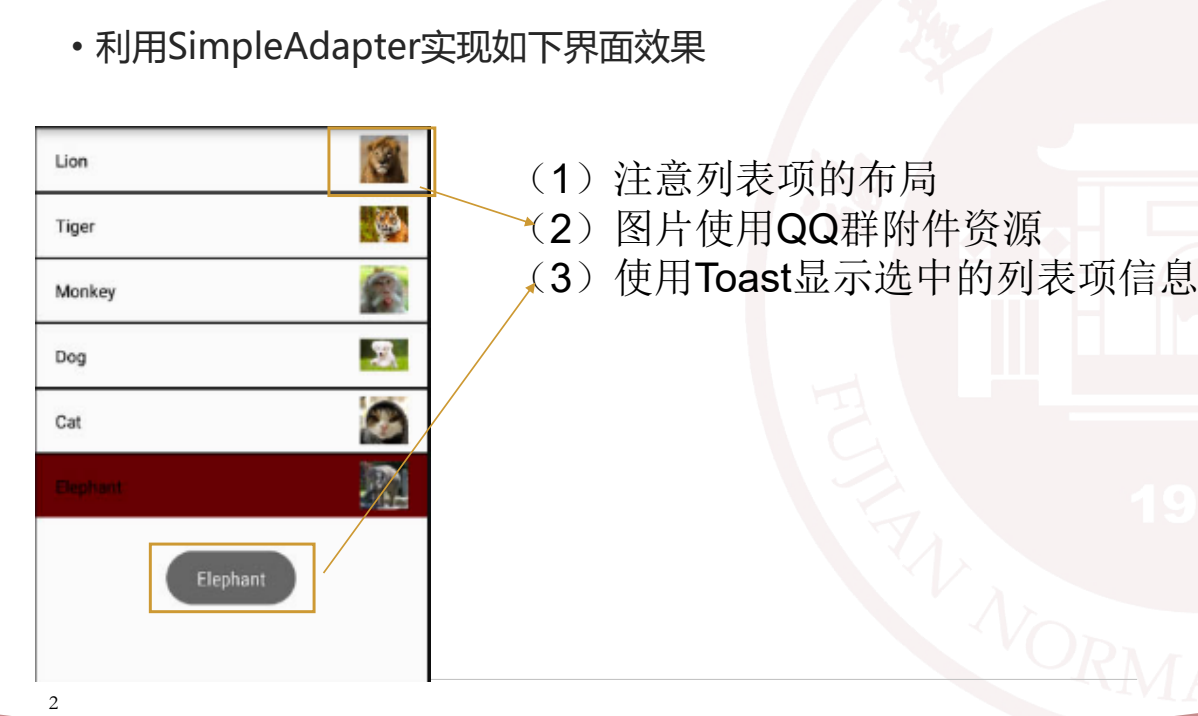 • 利用SimpleAdapter实现如下界面效果
Lion
Tiger
Monkey
Dog
Cat
Elephant
Elephant
（1）注意列表项的布局
（2）图片使用QQ群附件资源
（3）使用Toast显示选中的列表项信息
FUJIAN NORMA
19
2